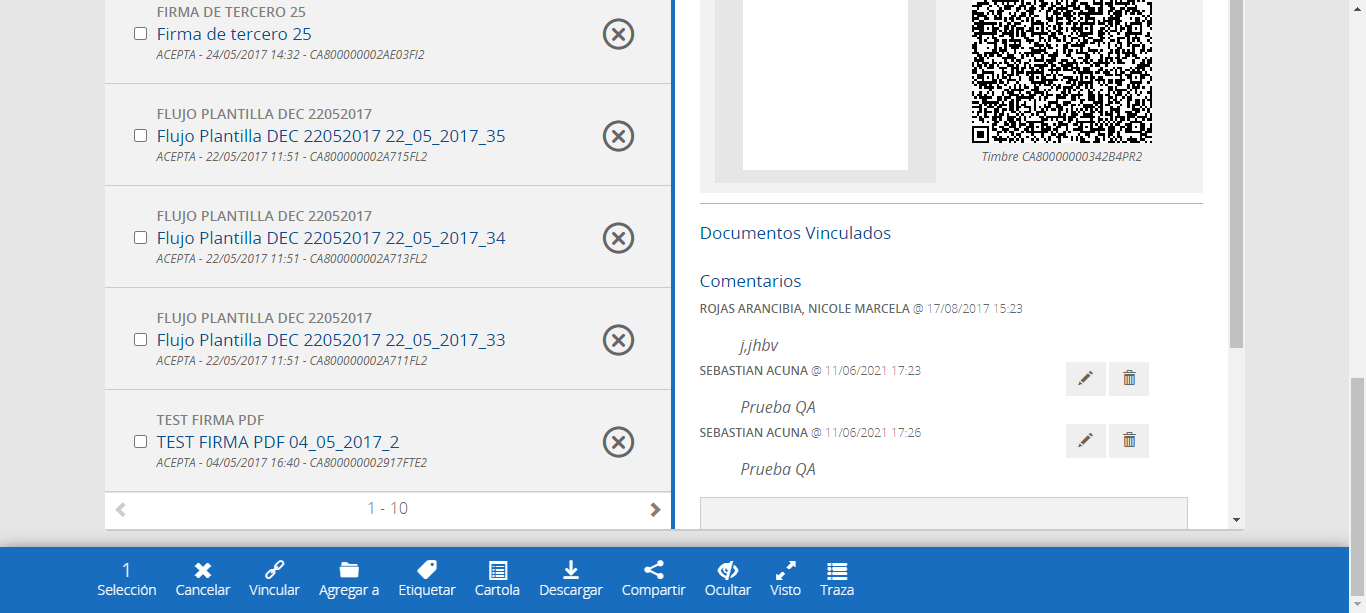 FIRMA DE TERCERO 25
Firma de tercero 25
ACEPTA - 24/05/2017 14:32 - CA800000002AE03FI2
FLUJO PLANTILLA DEC 22052017
Flujo Plantilla DEC 22052017 22_05_2017_35
ACEPTA - 22/05/2017 11:51 - CA800000002A715FL2
FLUJO PLANTILLA DEC 22052017
Flujo Plantilla DEC 22052017 22_05_2017_34
ACEPTA - 22/05/2017 11:51 - CA800000002A713FL2
FLUJO PLANTILLA DEC 22052017
Flujo Plantilla DEC 22052017 22_05_2017_33
ACEPTA - 22/05/2017 11:51 - CA800000002A711FL2
TEST FIRMA PDF
TEST FIRMA PDF 04_05_2017_2
ACEPTA - 04/05/2017 16:40 - CA800000002917FTE2
1 - 10
Timbre CA80000000342B4PR2
Documentos Vinculados
Comentarios
ROJAS ARANCIBIA, NICOLE MARCELA @ 17/08/2017 15:23
j,jhbv
SEBASTIAN ACUNA @ 11/06/2021 17:23
Prueba QA
SEBASTIAN ACUNA @ 11/06/2021 17:26
Prueba QA
1
Selección
Cancelar
Vincular
Agregar a
Etiquetar
Cartola
Descargar
Compartir
Ocultar
Visto
Traza